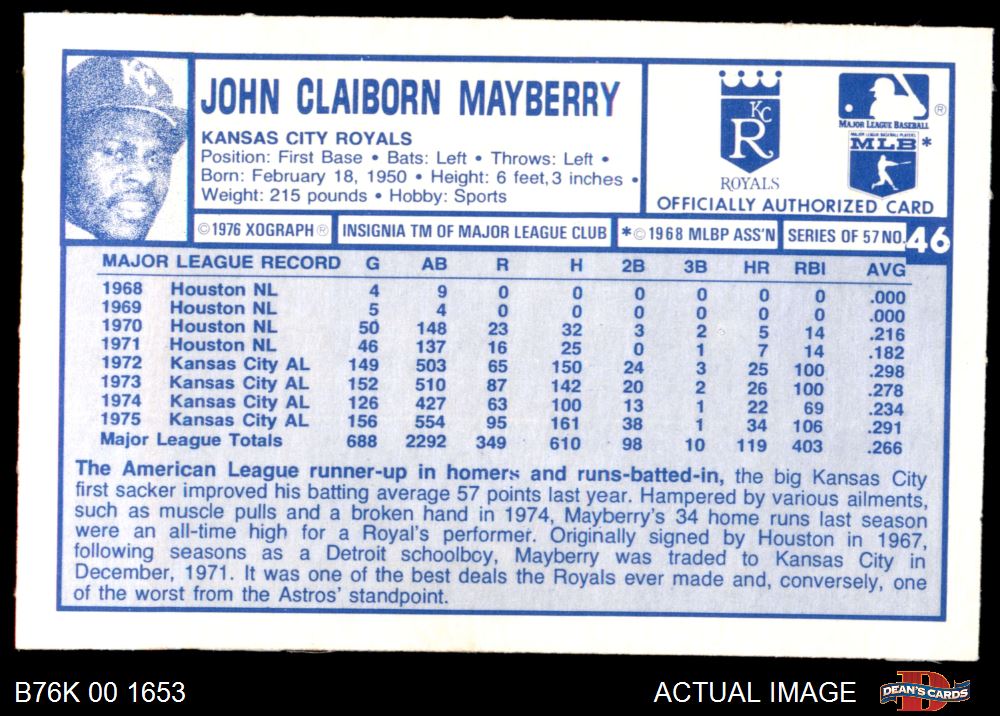 JOHN CLAIBORN MAYBERRY
KANSAS CITY ROYALS
Position: First Base • Bats: Left • Throws: Left •
Born: February 18, 1950 • Height: 6 feet, 3 inches •
Weight: 215 pounds • Hobby: Sports
KC
R
ROYALS
®
MAJOR LEAGUE BASEBALL
MAJOR LEAGUE BASEBALL PLAYERS
MLB *
OFFICIALLY AUTHORIZED CARD
©1976 XOGRAPH® INSIGNIA TM OF MAJOR LEAGUE CLUB *©1968 MLBP ASS'N SERIES OF 57 NO. 46
MAJOR LEAGUE RECORD G AB R H 2B 3B HR RBI AVG
1968 Houston NL 4 9 0 0 0 0 0 0 .000
1969 Houston NL 5 4 0 0 0 0 0 0 .000
1970 Houston NL 50 148 23 32 3 2 5 14 .216
1971 Houston NL 46 137 16 25 0 1 7 14 .182
1972 Kansas City AL 149 503 65 150 24 3 25 100 .298
1973 Kansas City AL 152 510 87 142 20 2 26 100 .278
1974 Kansas City AL 126 427 63 100 13 1 22 69 .234
1975 Kansas City AL 156 554 95 161 38 1 34 106 .291
Major League Totals 688 2292 349 610 98 10 119 403 .266
The American League runner-up in homers and runs-batted-in, the big Kansas City
first sacker improved his batting average 57 points last year. Hampered by various ailments,
such as muscle pulls and a broken hand in 1974, Mayberry's 34 home runs last season
were an all-time high for a Royal's performer. Originally signed by Houston in 1967,
following seasons as a Detroit schoolboy, Mayberry was traded to Kansas City in
December, 1971. It was one of the best deals the Royals ever made and, conversely, one
of the worst from the Astros' standpoint.
B76K 00 1653
ACTUAL IMAGE
DEAN'S CARDS